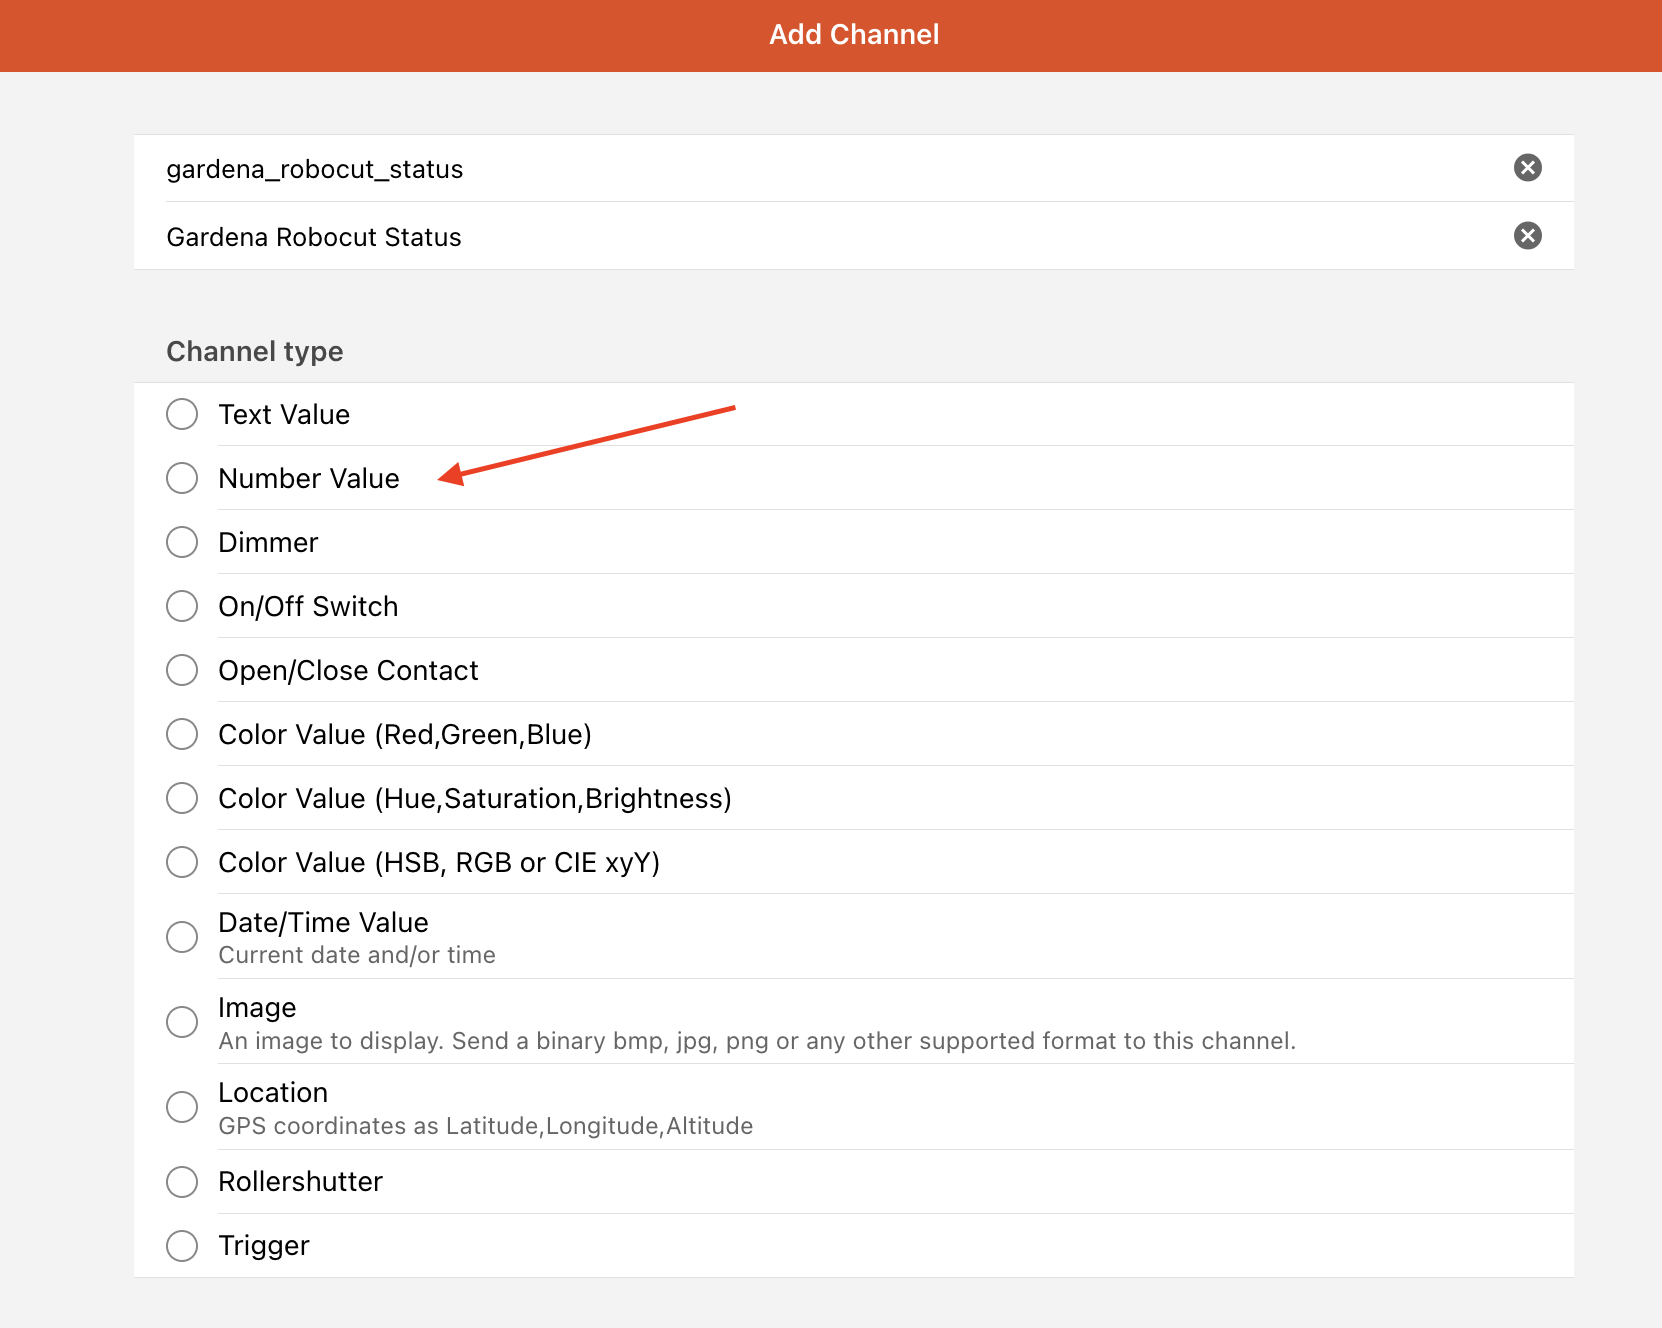 Add Channel
gardena_robocut_status
Gardena Robocut Status
Channel type
Text Value
Number Value
Dimmer
On/Off Switch
Open/Close Contact
Color Value (Red,Green,Blue)
Color Value (Hue,Saturation,Brightness)
Color Value (HSB, RGB or CIE xyY)
Date/Time Value
Current date and/or time
Image
An image to display. Send a binary bmp, jpg, png or any other supported format to this channel.
Location
GPS coordinates as Latitude,Longitude,Altitude
Rollershutter
Trigger